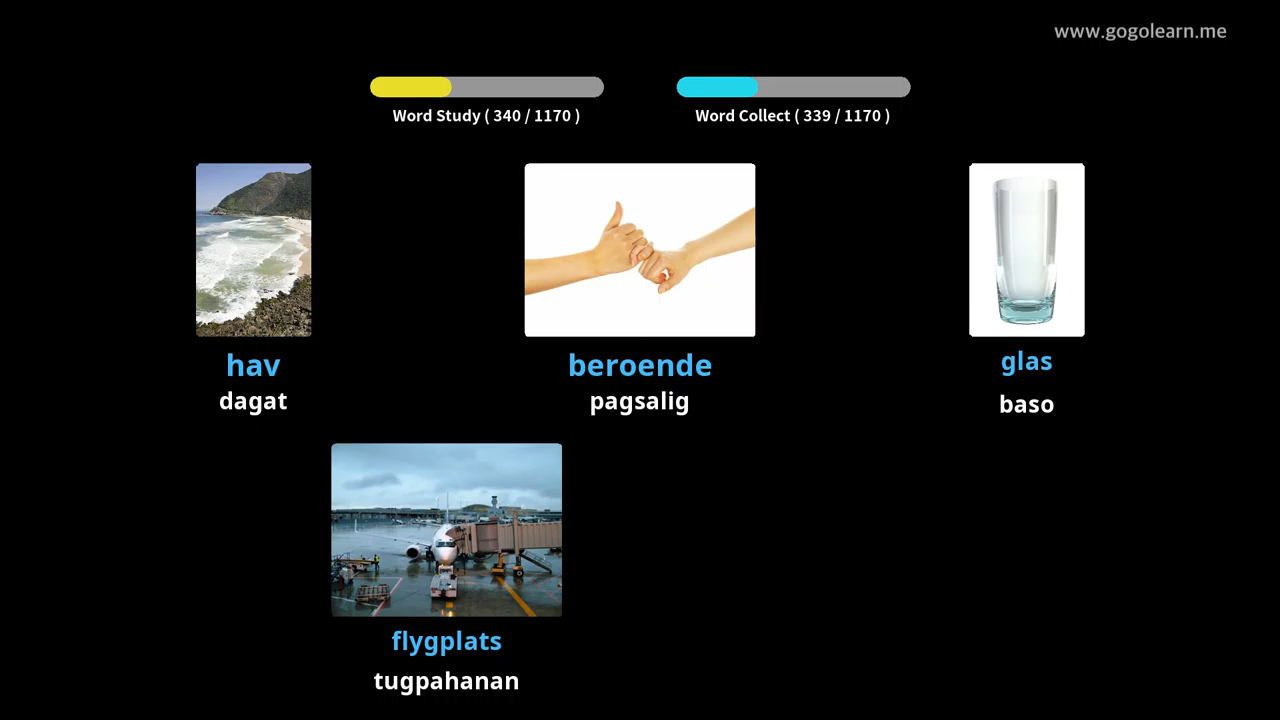 www.gogolearn.me
Word Study ( 340 / 1170 )
Word Collect ( 339 / 1170 )
hav
dagat
beroende
pagsalig
glas
baso
flygplats
tugpahanan